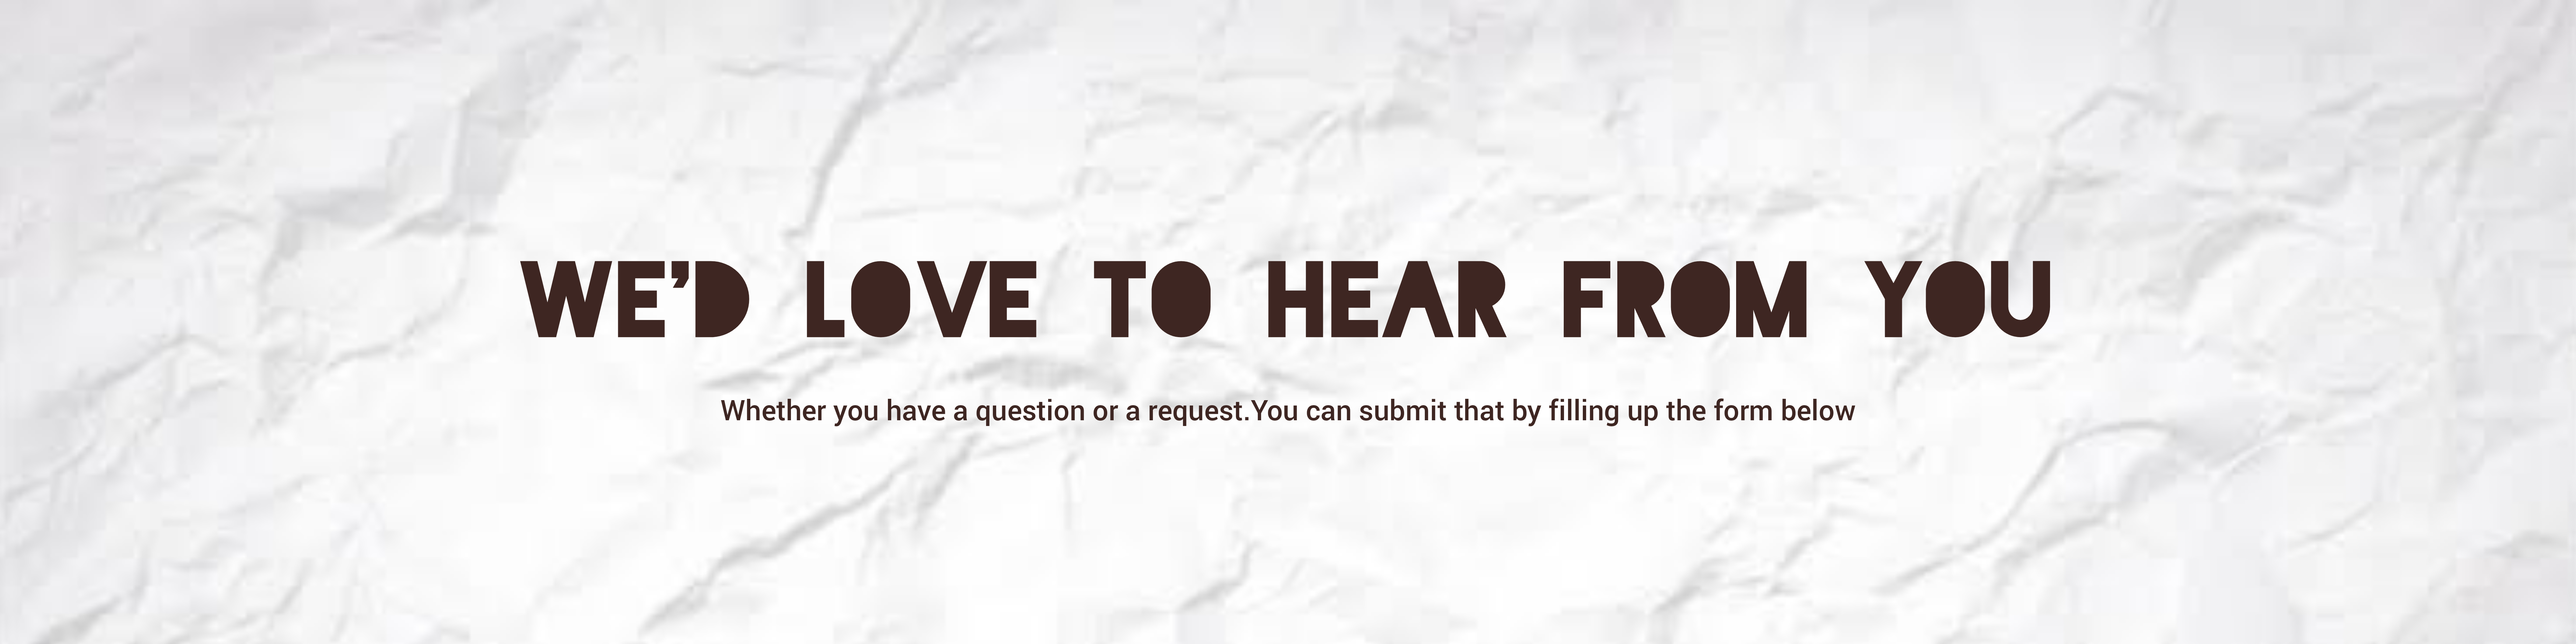 WE’D LOVE TO HEAR FROM YOU
Whether you have a question or a request.You can submit that by filling up the form below